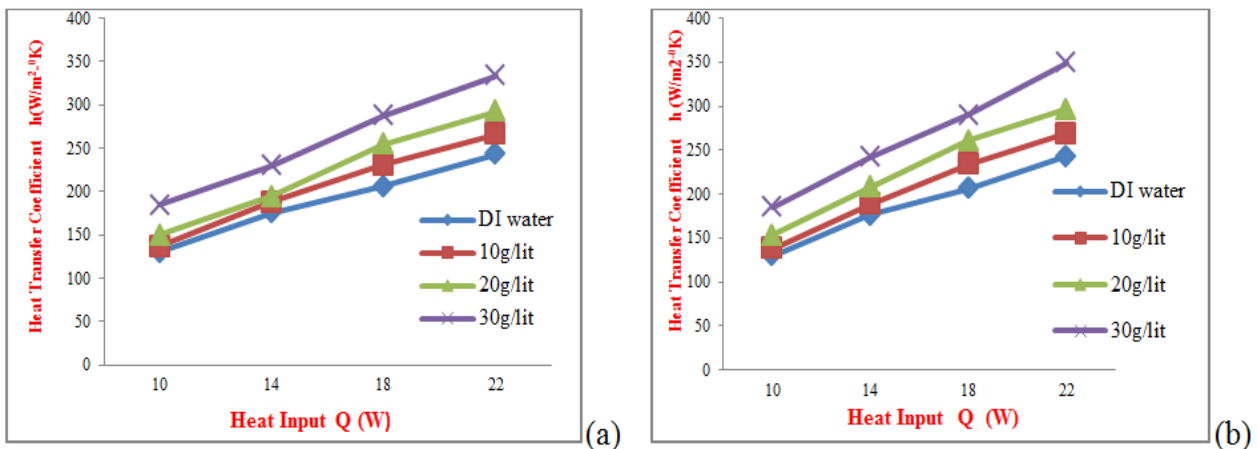 400
350
300
250
200
150
100
50
0
Heat Transfer Coefficient h(W/m²-⁰K)
10 14 18 22
Heat Input Q (W)
DI water
10g/lit
20g/lit
30g/lit
(a)
400
350
300
250
200
150
100
50
0
Heat Transfer Coefficient h (W/m2-⁰K)
10 14 18 22
Heat Input Q (W)
DI water
10g/lit
20g/lit
30g/lit
(b)